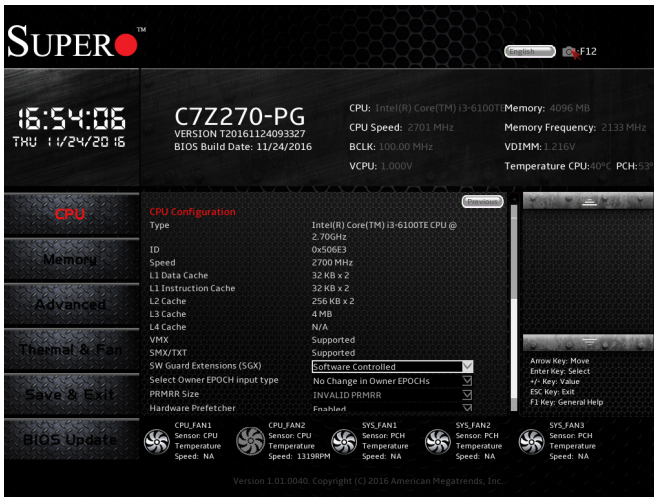 SUPER TM
English F12
16:54:06
THU 11/24/2016
C7Z270-PG
VERSION T20161124093327
BIOS Build Date: 11/24/2016
CPU: Intel(R) Core(TM) i3-6100TE
CPU Speed: 2701 MHz
BCLK: 100.00 MHz
VCPU: 1.000V
Memory: 4096 MB
Memory Frequency: 2133 MHz
VDIMM: 1.216V
Temperature CPU:40°C PCH:53°
CPU
Memory
Advanced
Thermal & Fan
Save & Exit
BIOS Update
Previous
CPU Configuration
Type Intel(R) Core(TM) i3-6100TE CPU @
2.70GHz
ID 0x506E3
Speed 2700 MHz
L1 Data Cache 32 KB x 2
L1 Instruction Cache 32 KB x 2
L2 Cache 256 KB x 2
L3 Cache 4 MB
L4 Cache N/A
VMX Supported
SMX/TXT Supported
SW Guard Extensions (SGX) Software Controlled
Select Owner EPOCH input type No Change in Owner EPOCHs
PRMRR Size INVALID PRMRR
Hardware Prefetcher Enabled
Arrow Key: Move
Enter Key: Select
+/- Key: Value
ESC Key: Exit
F1 Key: General Help
CPU_FAN1
Sensor: CPU
Temperature
Speed: NA
CPU_FAN2
Sensor: CPU
Temperature
Speed: 1319RPM
SYS_FAN1
Sensor: PCH
Temperature
Speed: NA
SYS_FAN2
Sensor: PCH
Temperature
Speed: NA
SYS_FAN3
Sensor: PCH
Temperature
Speed: NA
Version 1.01.0040. Copyright (C) 2016 American Megatrends, Inc.